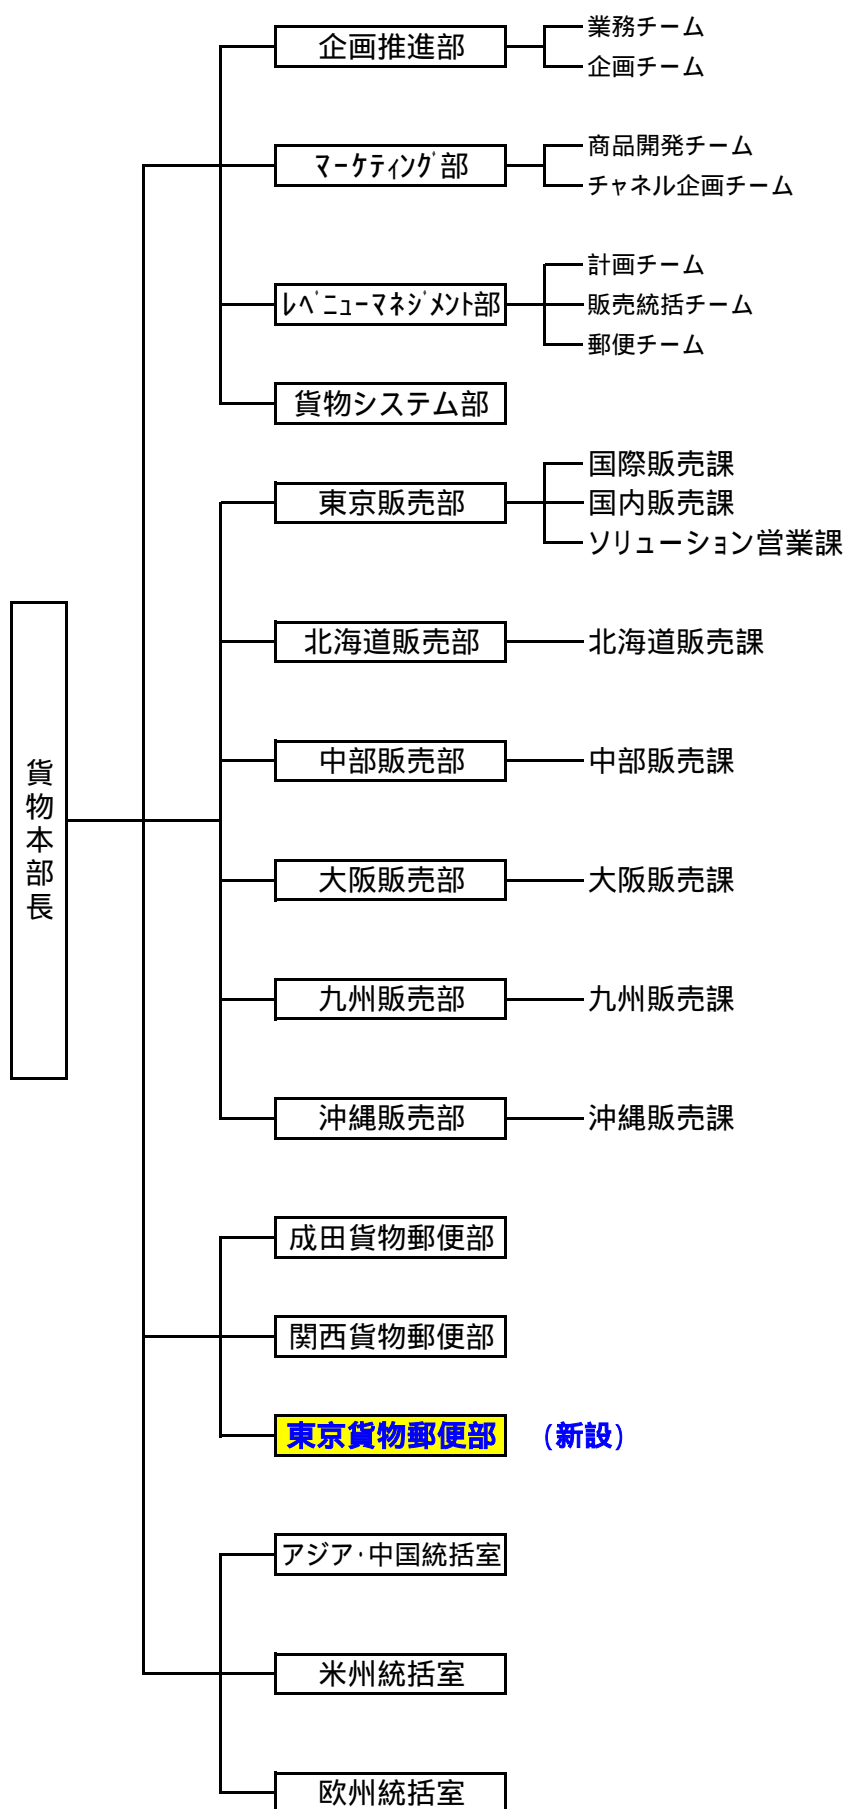 企画推進部
業務チーム
企画チーム
マーケティング部
商品開発チーム
チャネル企画チーム
レベニューマネジメント部
計画チーム
販売統括チーム
郵便チーム
貨物システム部
東京販売部
国際販売課
国内販売課
ソリューション営業課
北海道販売部
北海道販売課
貨物本部長
中部販売部
中部販売課
大阪販売部
大阪販売課
九州販売部
九州販売課
沖縄販売部
沖縄販売課
成田貨物郵便部
関西貨物郵便部
東京貨物郵便部 (新設)
アジア・中国統括室
米州統括室
欧州統括室